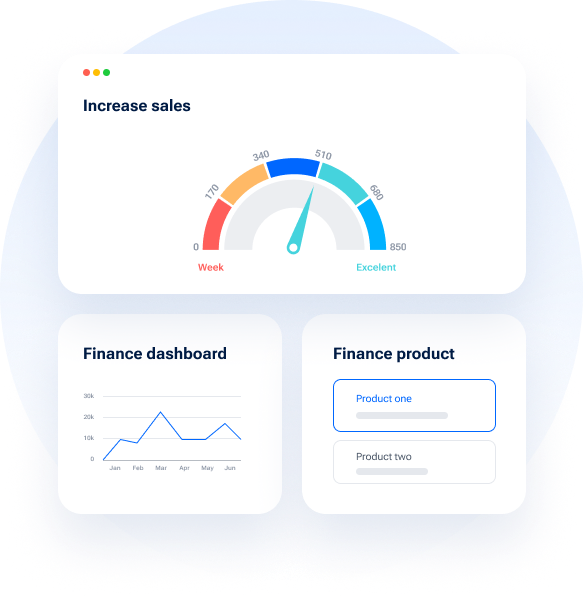 Increase sales
0
170
340
510
680
850
Week
Excelent
Finance dashboard
30k
20k
10k
0
Jan Feb Mar Apr May Jun
Finance product
Product one
Product two